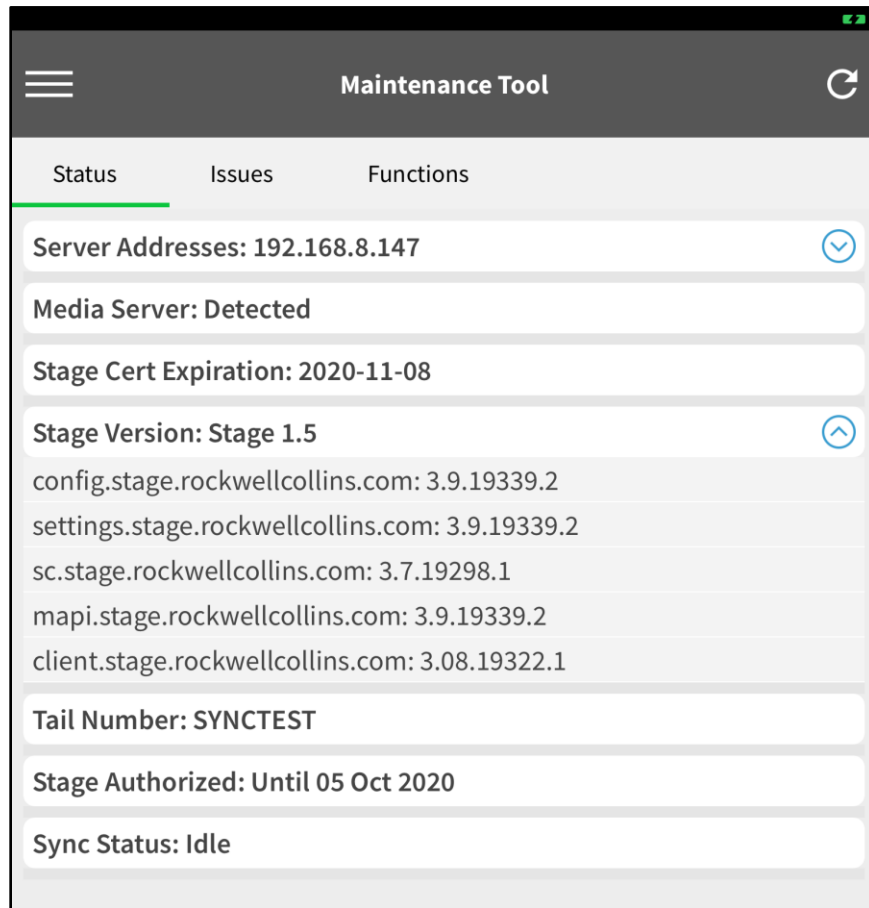 Maintenance Tool
Status Issues Functions
Server Addresses: 192.168.8.147
Media Server: Detected
Stage Cert Expiration: 2020-11-08
Stage Version: Stage 1.5
config.stage.rockwellcollins.com: 3.9.19339.2
settings.stage.rockwellcollins.com: 3.9.19339.2
sc.stage.rockwellcollins.com: 3.7.19298.1
mapi.stage.rockwellcollins.com: 3.9.19339.2
client.stage.rockwellcollins.com: 3.08.19322.1
Tail Number: SYNCTEST
Stage Authorized: Until 05 Oct 2020
Sync Status: Idle